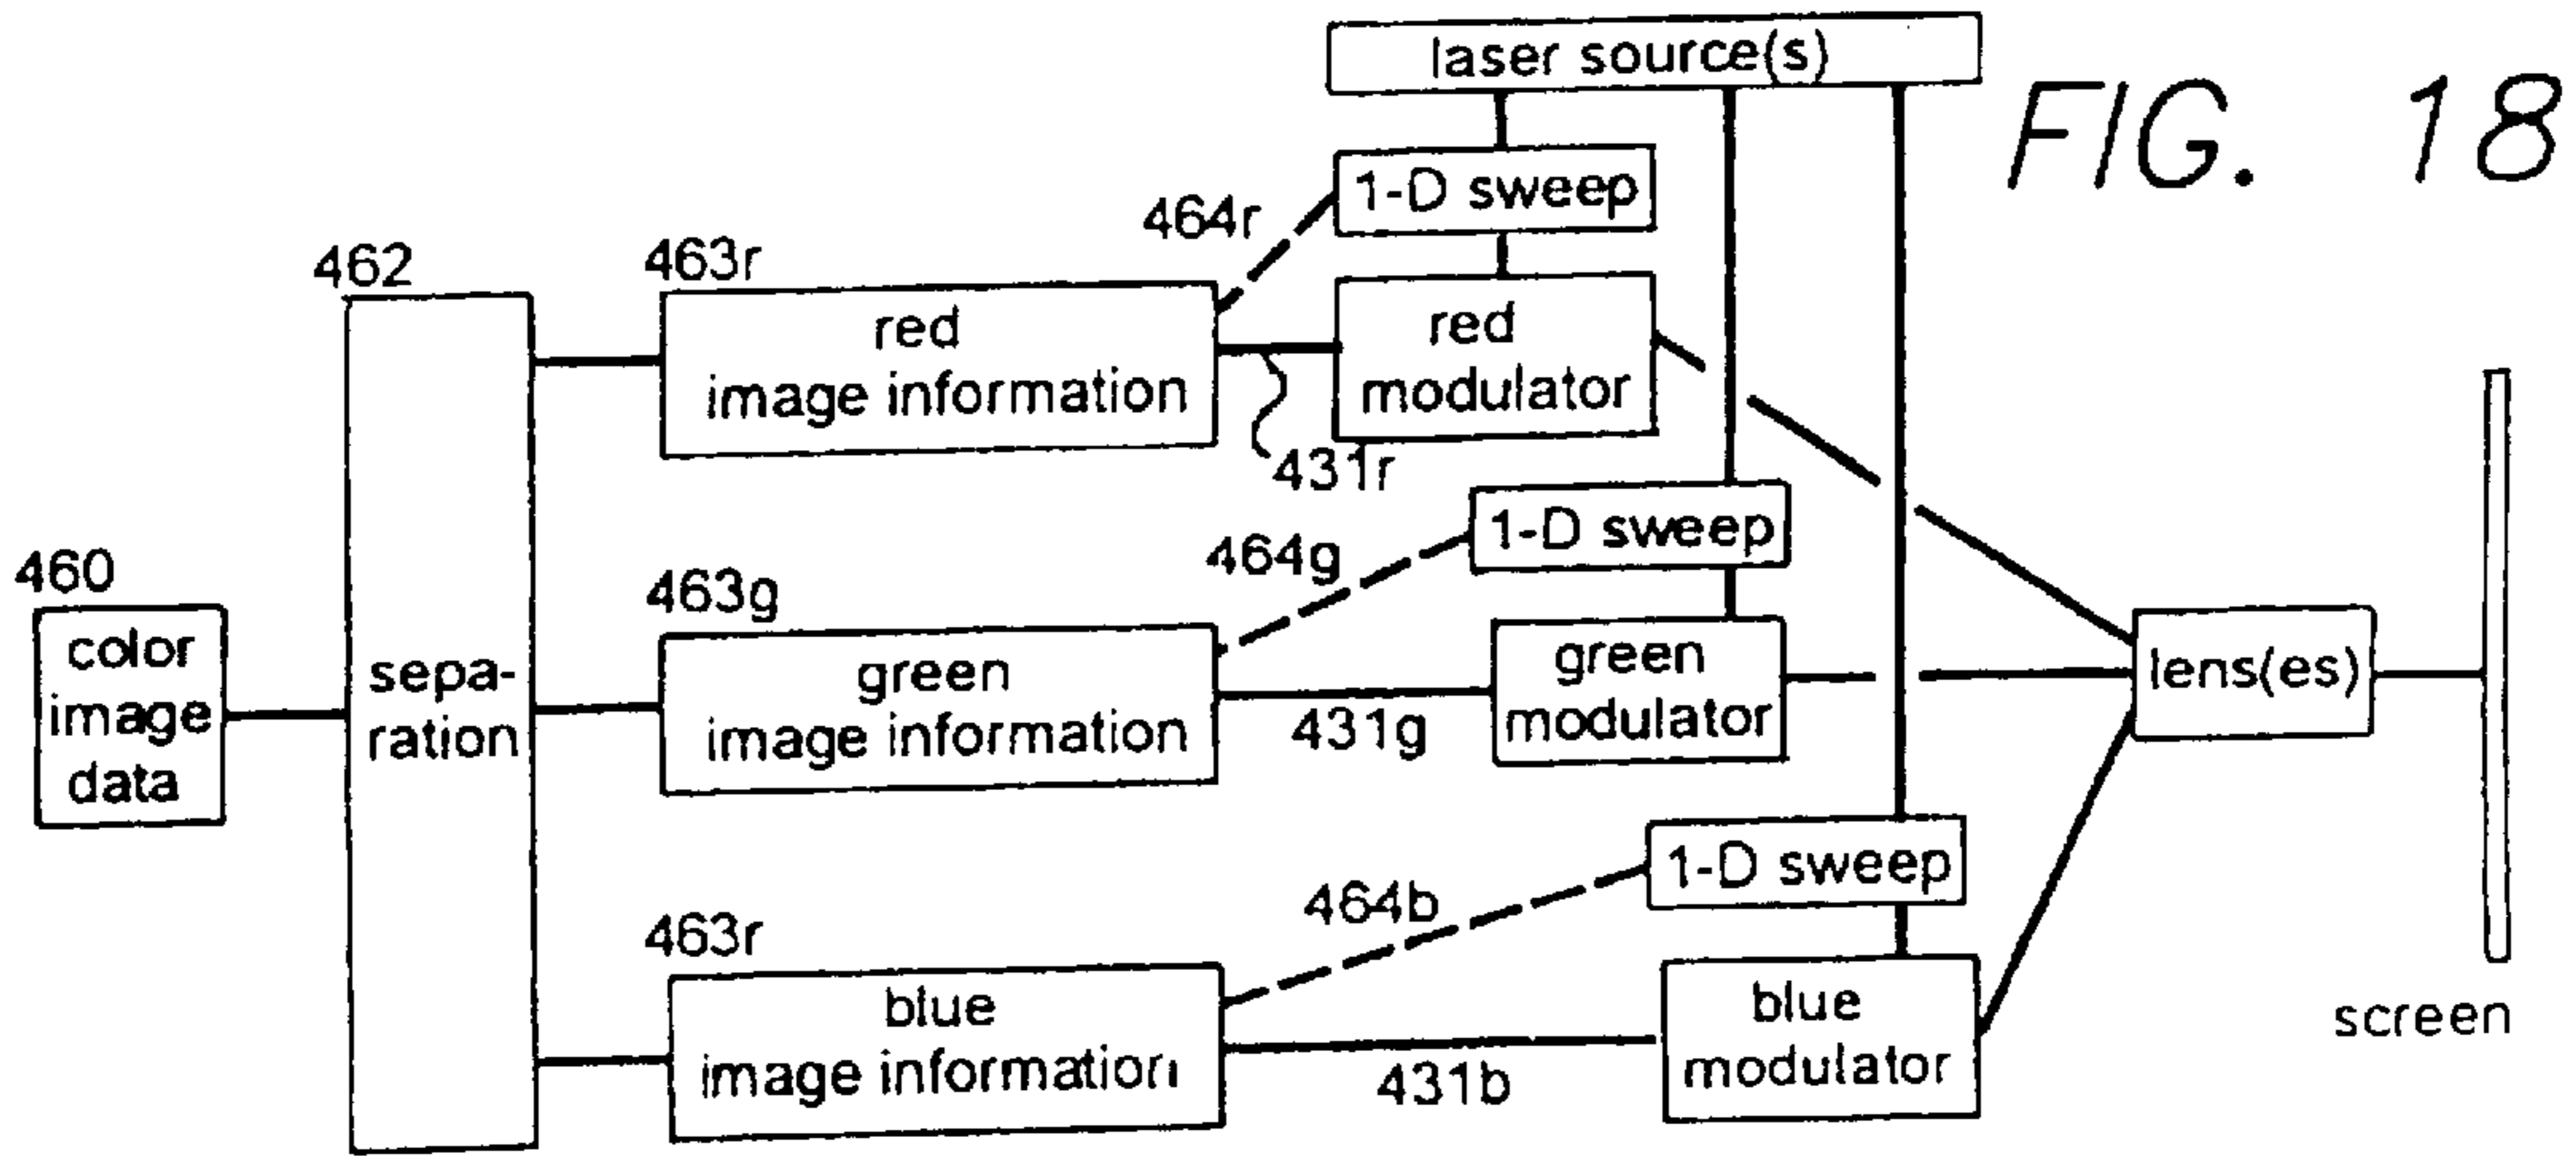 laser source(s)
FIG. 18
1-D sweep
464r
462
463r
red
image information
red
modulator
431r
1-D sweep
464g
460
463g
color
image
data
sepa-
ration
green
image information
green
modulator
431g
lens(es)
1-D sweep
464b
463r
blue
image information
blue
modulator
431b
screen